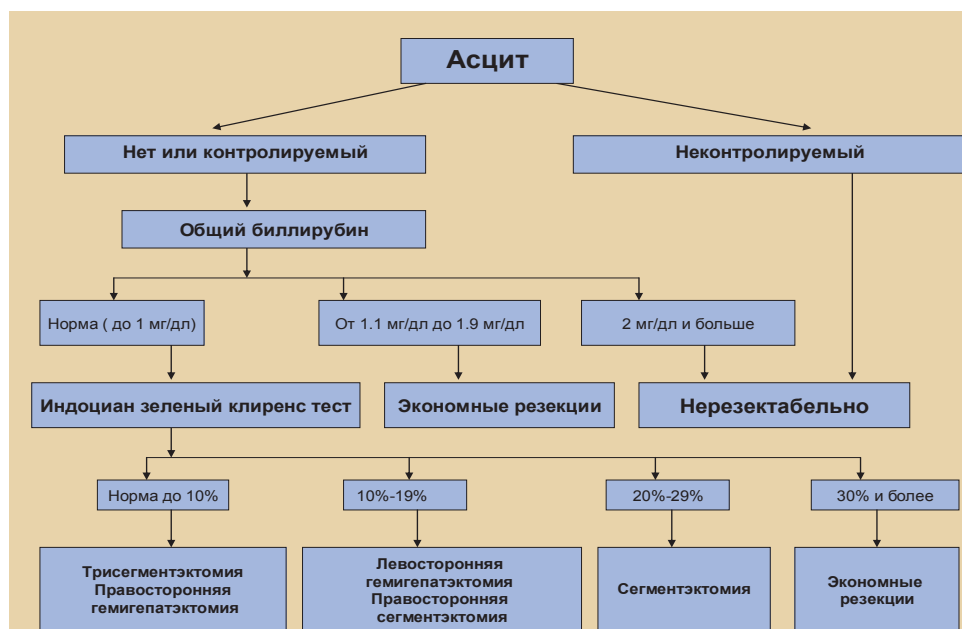 Асцит
Нет или контролируемый
Неконтролируемый
Общий биллирубин
Норма ( до 1 мг/дл)
От 1.1 мг/дл до 1.9 мг/дл
2 мг/дл и больше
Индоциан зеленый клиренс тест
Экономные резекции
Нерезектабельно
Норма до 10%
10%-19%
20%-29%
30% и более
Трисегментэктомия
Правосторонняя
гемигепатэктомия
Левосторонняя
гемигепатэктомия
Правосторонняя
сегментэктомия
Сегментэктомия
Экономные
резекции